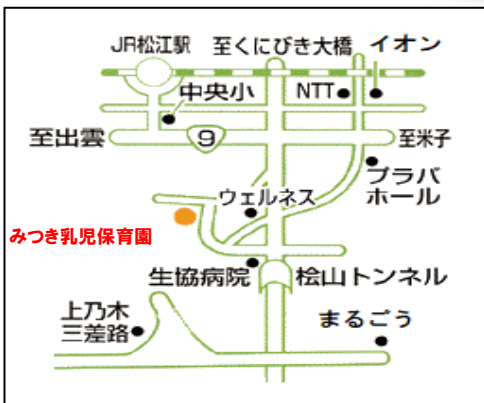 JR松江駅
至くにびき大橋
イオン
中央小
NTT
至出雲
9
至米子
プラバ
ホール
ウェルネス
みつき乳児保育園
生協病院
桧山トンネル
上乃木
三差路
まるごう